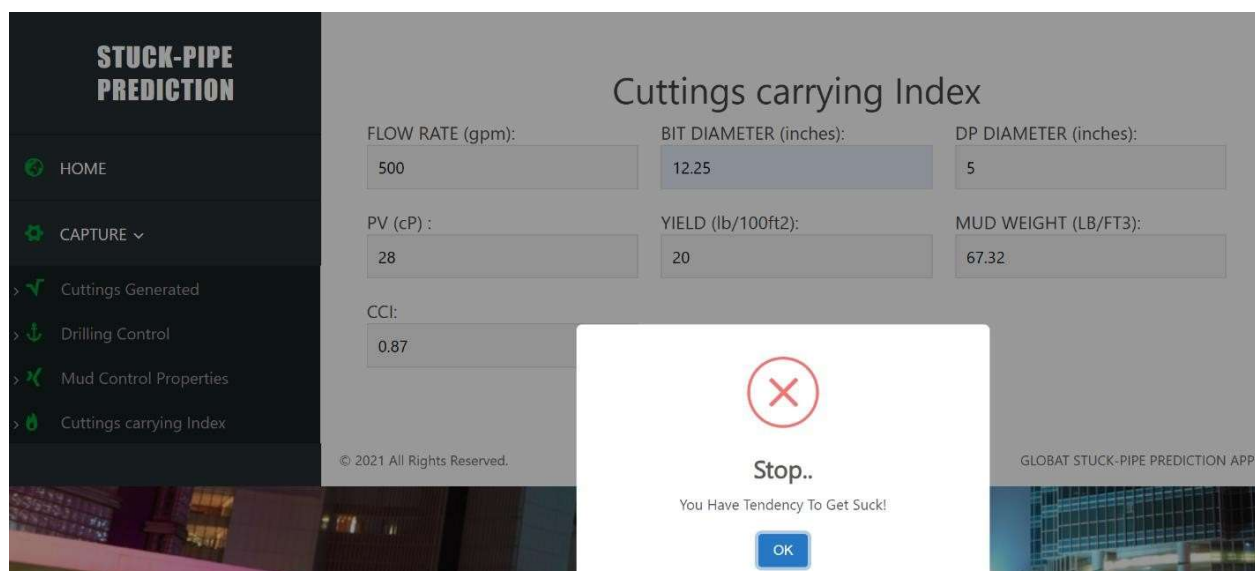 STUCK-PIPE
PREDICTION
HOME
CAPTURE
Cuttings Generated
Drilling Control
Mud Control Properties
Cuttings carrying Index
Cuttings carrying Index
FLOW RATE (gpm):
BIT DIAMETER (inches):
DP DIAMETER (inches):
500
12.25
5
PV (cP) :
YIELD (lb/100ft2):
MUD WEIGHT (LB/FT3):
28
20
67.32
CCI:
0.87
Stop..
You Have Tendency To Get Suck!
OK
© 2021 All Rights Reserved.
GLOBAT STUCK-PIPE PREDICTION APP